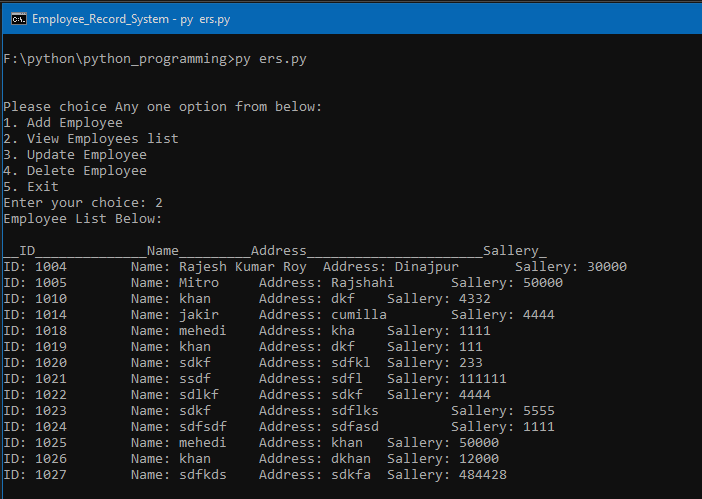 Employee_Record_System - py ers.py
F:\python\python_programming>py ers.py
Please choice Any one option from below:
1. Add Employee
2. View Employees list
3. Update Employee
4. Delete Employee
5. Exit
Enter your choice: 2
Employee List Below:
__ID______________Name_________Address______________________Sallery_
ID: 1004 Name: Rajesh Kumar Roy Address: Dinajpur Sallery: 30000
ID: 1005 Name: Mitro Address: Rajshahi Sallery: 50000
ID: 1010 Name: khan Address: dkf Sallery: 4332
ID: 1014 Name: jakir Address: cumilla Sallery: 4444
ID: 1018 Name: mehedi Address: kha Sallery: 1111
ID: 1019 Name: khan Address: dkf Sallery: 111
ID: 1020 Name: sdkf Address: sdfkl Sallery: 233
ID: 1021 Name: ssdf Address: sdfl Sallery: 111111
ID: 1022 Name: sdlkf Address: sdkf Sallery: 4444
ID: 1023 Name: sdkf Address: sdflks Sallery: 5555
ID: 1024 Name: sdfsdf Address: sdfasd Sallery: 1111
ID: 1025 Name: mehedi Address: khan Sallery: 50000
ID: 1026 Name: khan Address: dkhan Sallery: 12000
ID: 1027 Name: sdfkds Address: sdkfa Sallery: 484428